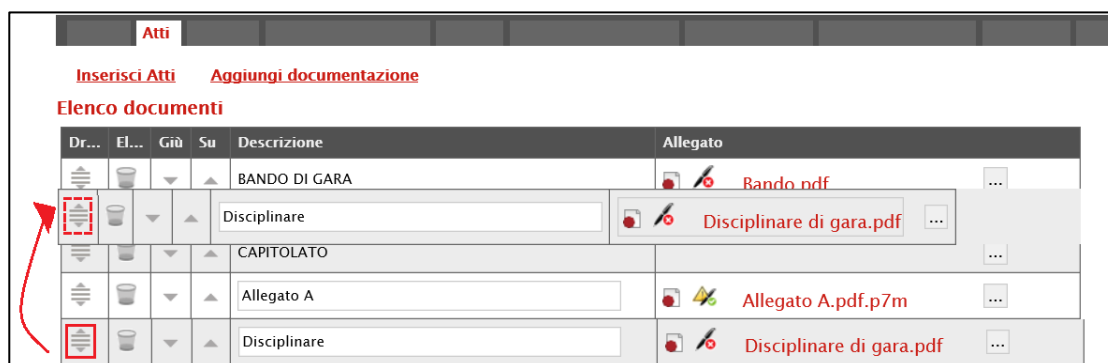 Atti
Inserisci Atti Aggiungi documentazione
Elenco documenti
Dr... El... Giù Su Descrizione Allegato
BANDO DI GARA Bando.pdf ...
Disciplinare Disciplinare di gara.pdf ...
CAPITOLATO ...
Allegato A Allegato A.pdf.p7m ...
Disciplinare Disciplinare di gara.pdf ...